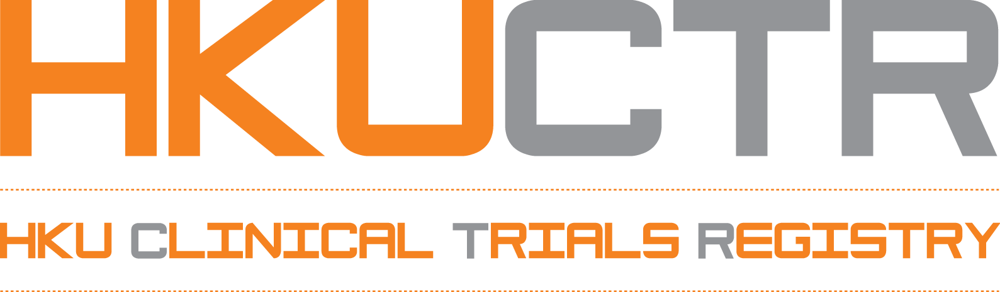 HKUCTR
HKU CLINICAL TRIALS REGISTRY